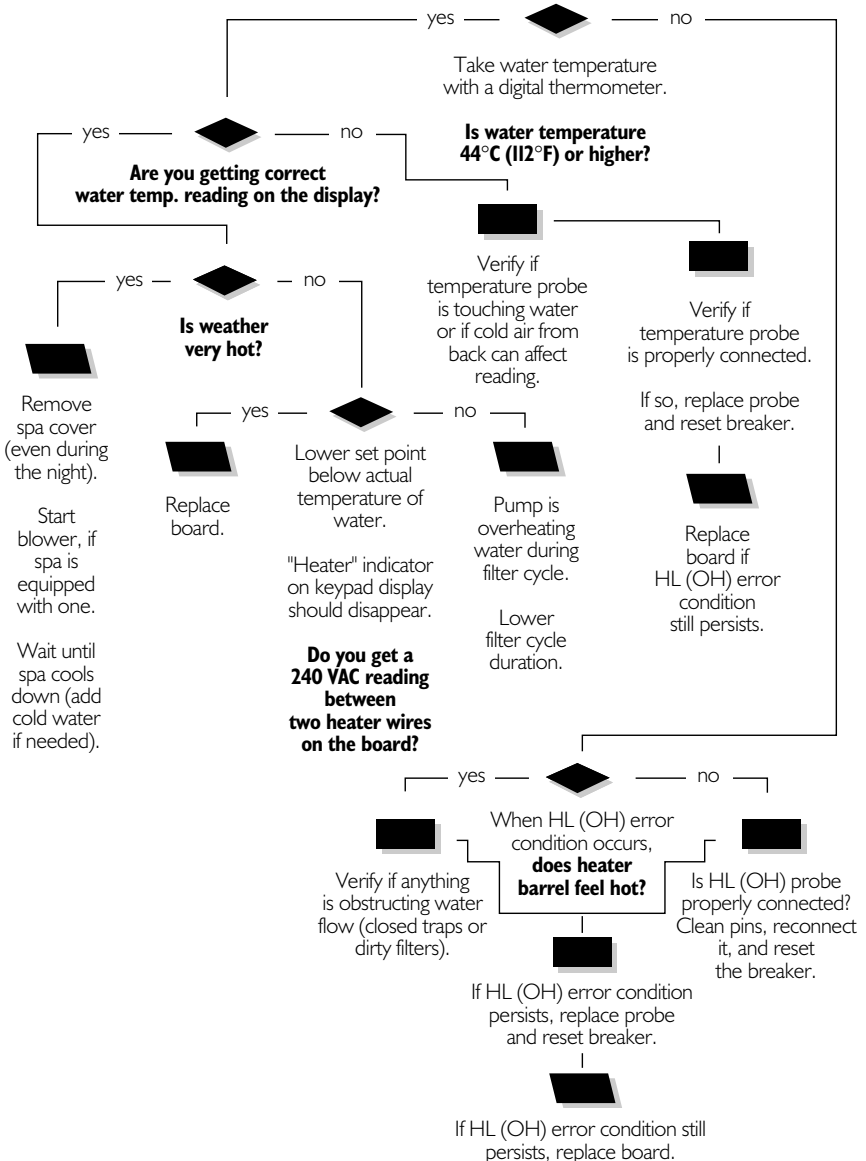 yes
no
Take water temperature
with a digital thermometer.
Is water temperature
44°C (112°F) or higher?
yes
no
Are you getting correct
water temp. reading on the display?
Verify if
temperature probe
is touching water
or if cold air from
back can affect
reading.
Verify if
temperature probe
is properly connected.
If so, replace probe
and reset breaker.
Replace
board if
HL (OH) error
condition
still persists.
yes
no
Is weather
very hot?
Remove
spa cover
(even during
the night).
Start
blower, if
spa is
equipped
with one.
Wait until
spa cools
down (add
cold water
if needed).
yes
no
Replace
board.
Lower set point
below actual
temperature of
water.
"Heater" indicator
on keypad display
should disappear.
Do you get a
240 VAC reading
between
two heater wires
on the board?
Pump is
overheating
water during
filter cycle.
Lower
filter cycle
duration.
yes
no
When HL (OH) error
condition occurs,
does heater
barrel feel hot?
Verify if anything
is obstructing water
flow (closed traps or
dirty filters).
Is HL (OH) probe
properly connected?
Clean pins, reconnect
it, and reset
the breaker.
If HL (OH) error condition
persists, replace probe
and reset breaker.
If HL (OH) error condition still
persists, replace board.